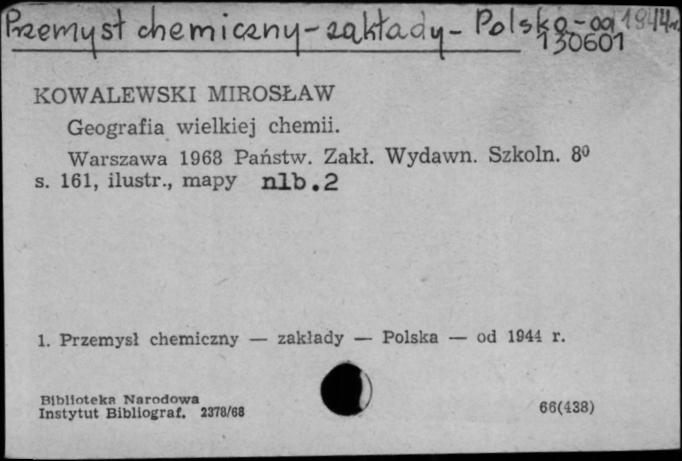 Przemysł chemiczny - zakłady - Polska - od 1944 r.
130601
KOWALEWSKI MIROSŁAW
Geografia wielkiej chemii.
Warszawa 1968 Państw. Zakł. Wydawn. Szkoln. 8⁰
s. 161, ilustr., mapy nlb.2
1. Przemysł chemiczny — zakłady — Polska — od 1944 r.
Biblioteka Narodowa
Instytut Bibliograf. 2378/68
66(438)